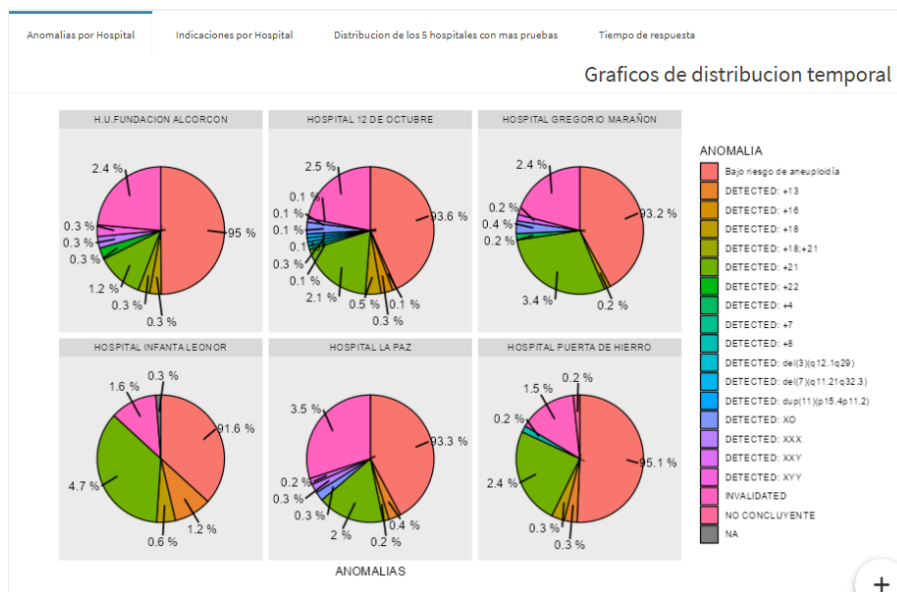 Anomalias por Hospital
Indicaciones por Hospital
Distribucion de los 5 hospitales con mas pruebas
Tiempo de respuesta
Graficos de distribucion temporal
H.U.FUNDACION ALCORCON
2.4 %
0.3 %
0.3 %
0.3 %
1.2 %
0.3 %
0.3 %
95 %
HOSPITAL 12 DE OCTUBRE
2.5 %
0.1 %
0.1 %
0.1 %
0.1
0.3 %
0.1 %
2.1 %
0.5 %
0.3 %
0.1 %
93.6 %
HOSPITAL GREGORIO MARAÑON
2.4 %
0.2 %
0.4 %
0.2 %
3.4 %
0.2 %
93.2 %
HOSPITAL INFANTA LEONOR
0.3 %
1.6 %
91.6 %
4.7 %
1.2 %
0.6 %
HOSPITAL LA PAZ
3.5 %
93.3 %
0.2 %
0.3 %
0.3 %
2 %
0.2 %
0.4 %
HOSPITAL PUERTA DE HIERRO
0.2 %
1.5 %
0.2 %
95.1 %
2.4 %
0.3 %
0.3 %
ANOMALIAS
ANOMALIA
Bajo riesgo de aneuploidía
DETECTED: +13
DETECTED: +16
DETECTED: +18
DETECTED: +18;+21
DETECTED: +21
DETECTED: +22
DETECTED: +4
DETECTED: +7
DETECTED: +8
DETECTED: del(3)(q12.1q29)
DETECTED: del(7)(q11.21q32.3)
DETECTED: dup(11)(p15.4p11.2)
DETECTED: XO
DETECTED: XXX
DETECTED: XXY
DETECTED: XYY
INVALIDATED
NO CONCLUYENTE
NA
+